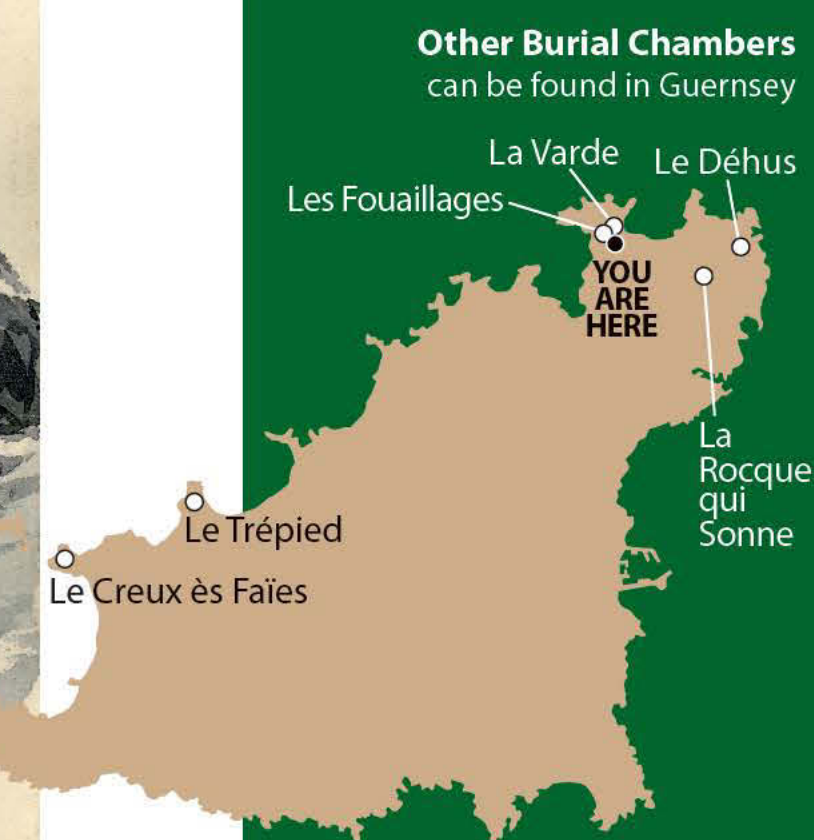 Other Burial Chambers
can be found in Guernsey
La Varde
Le Déhus
Les Fouaillages
YOU
ARE
HERE
La
Rocque
qui
Sonne
Le Trépied
Le Creux ès Faïes